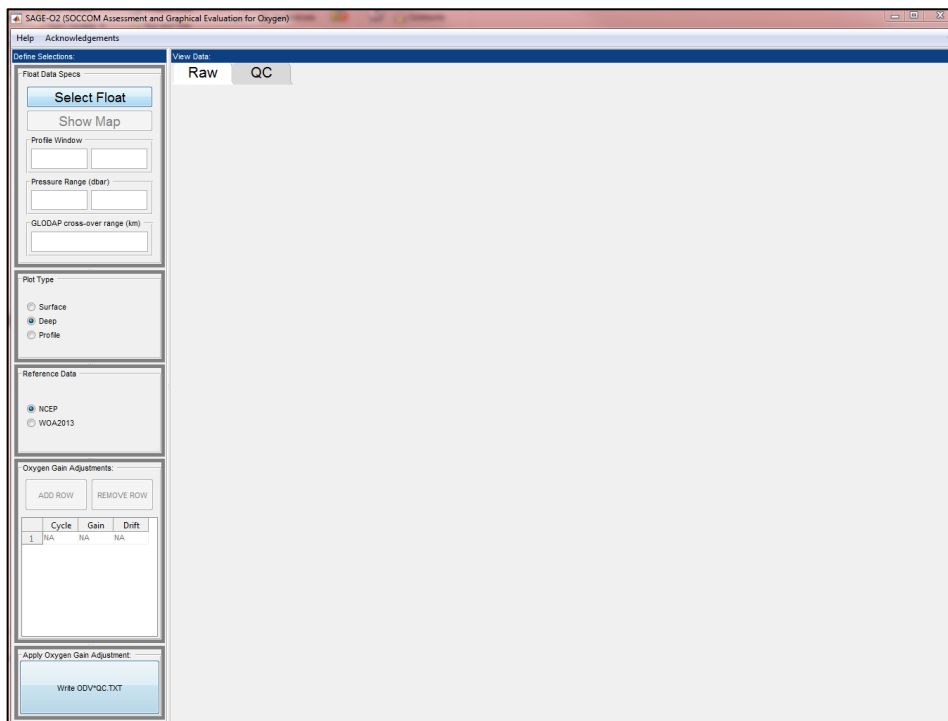 SAGE-O2 (SOCCOM Assessment and Graphical Evaluation for Oxygen)
Help Acknowledgements
Define Selections:
View Data:
Raw QC
Float Data Specs
Select Float
Show Map
Profile Window
Pressure Range (dbar)
GLODAP cross-over range (km)
Plot Type
Surface
Deep
Profile
Reference Data
NCEP
WOA2013
Oxygen Gain Adjustments:
ADD ROW REMOVE ROW
Cycle Gain Drift
1 NA NA NA
Apply Oxygen Gain Adjustment:
Write ODV*QC.TXT